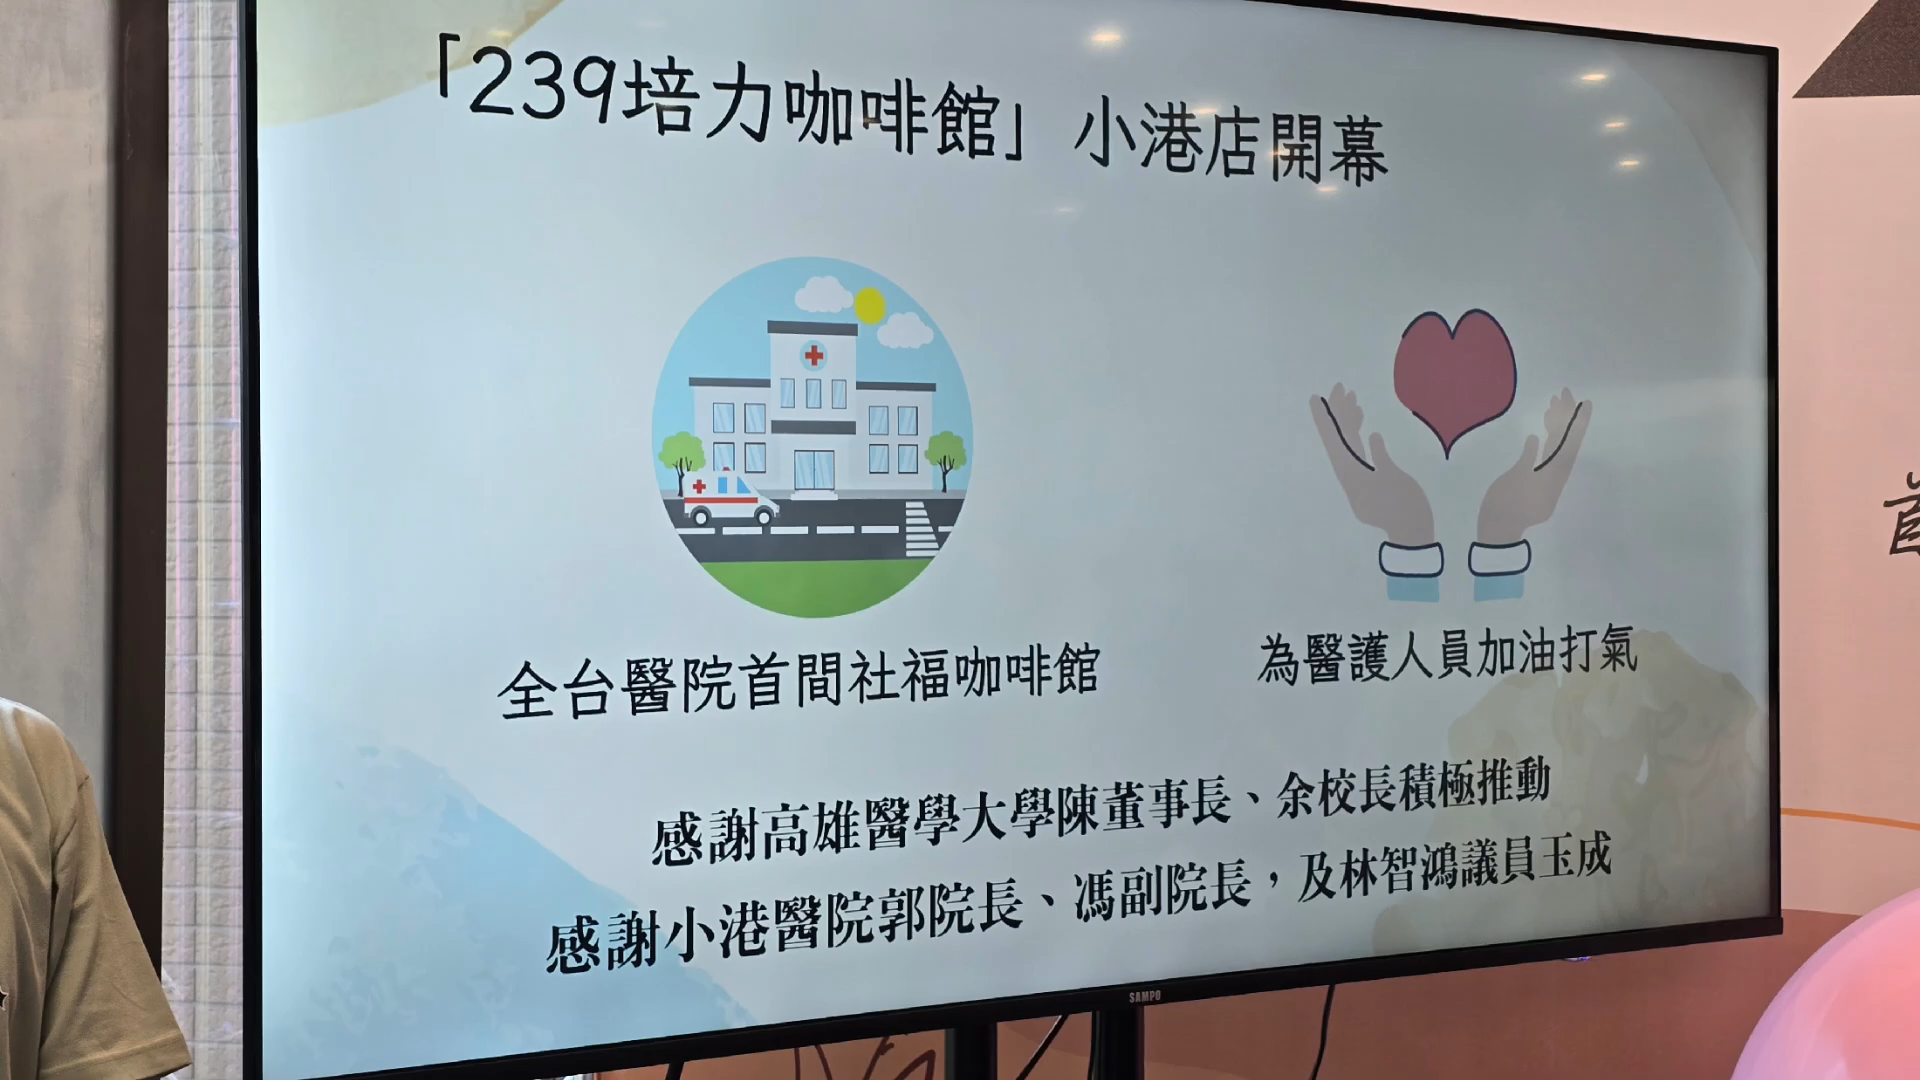 「239培力咖啡館」小港店開幕
全台醫院首間社福咖啡館
為醫護人員加油打氣
感謝高雄醫學大學陳董事長、余校長積極推動
感謝小港醫院郭院長、馮副院長，及林智鴻議員玉成
SAMPO